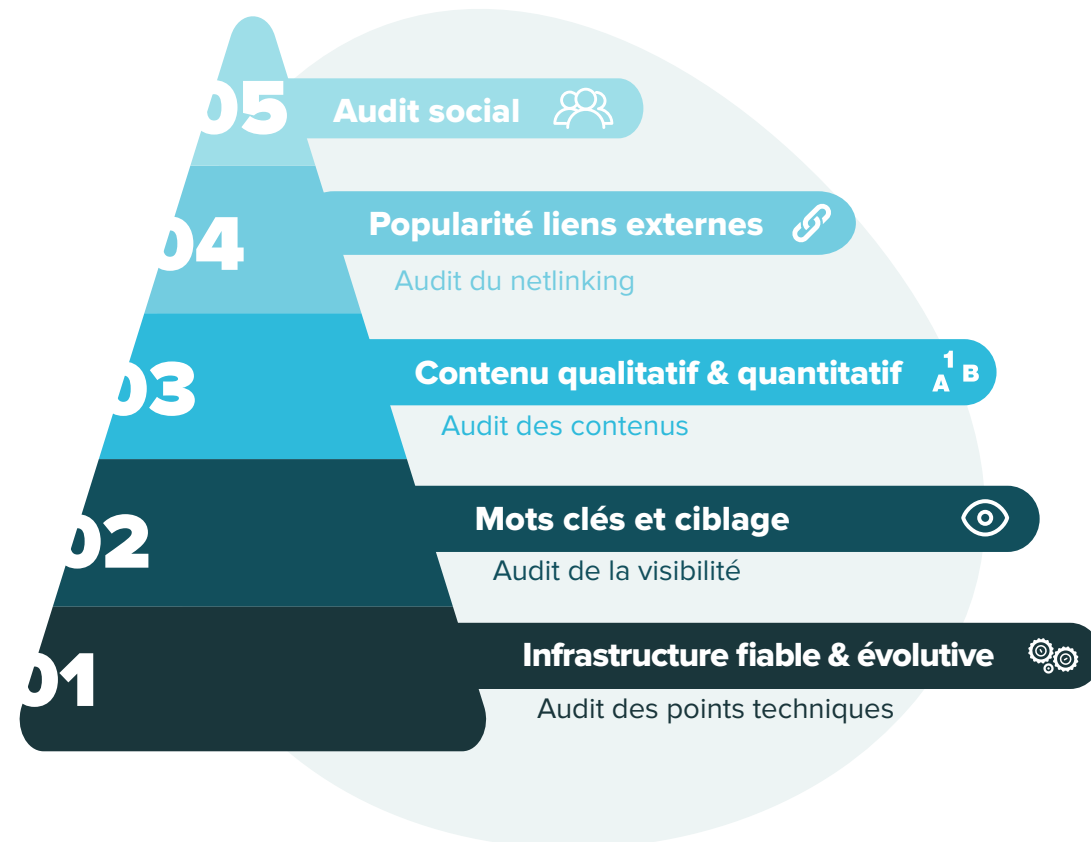 05
Audit social
04
Popularité liens externes
Audit du netlinking
03
Contenu qualitatif & quantitatif
1
A B
Audit des contenus
02
Mots clés et ciblage
Audit de la visibilité
01
Infrastructure fiable & évolutive
Audit des points techniques